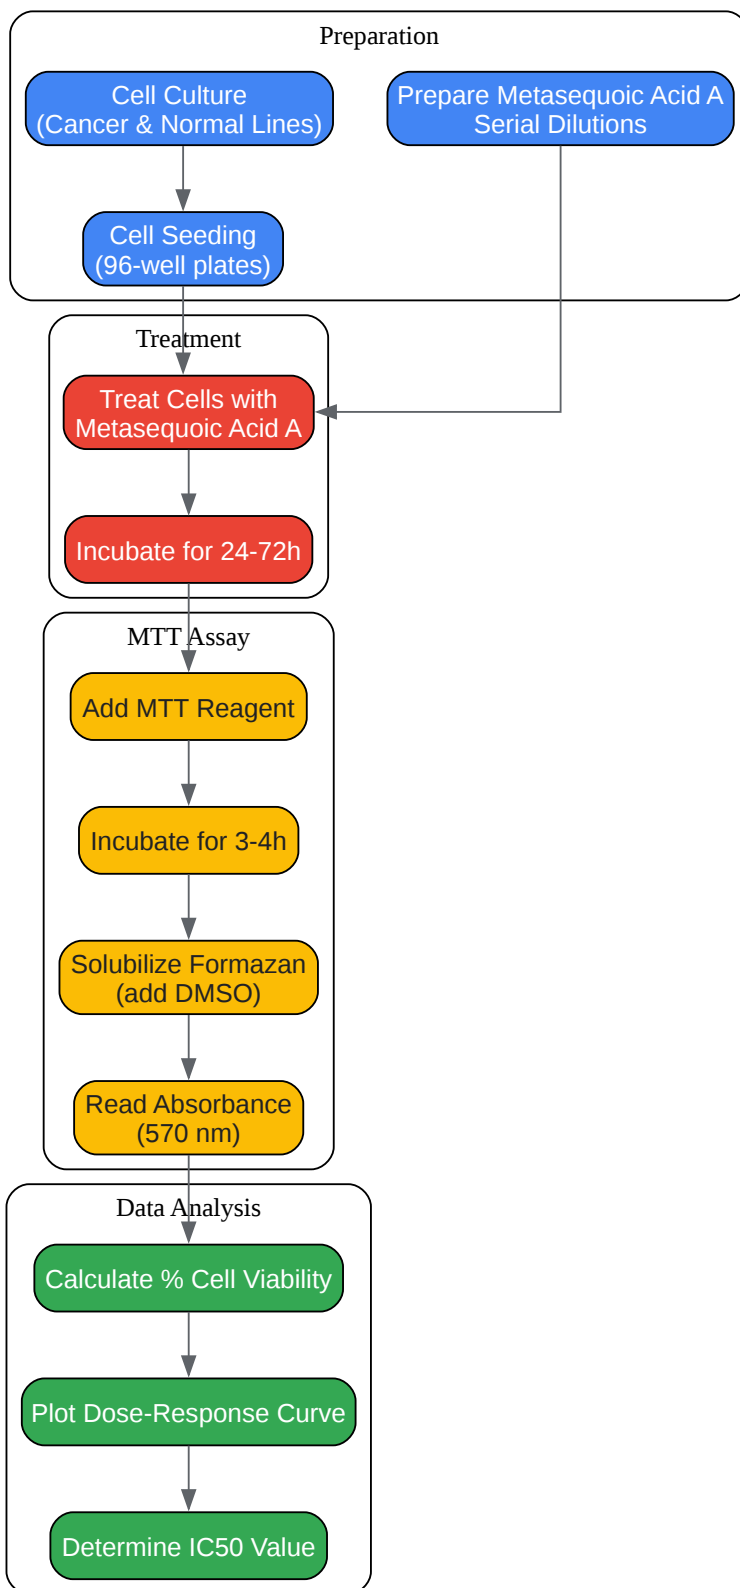 Preparation
Cell Culture
(Cancer & Normal Lines)
Prepare Metasequoic Acid A
Serial Dilutions
Cell Seeding
(96-well plates)
Treatment
Treat Cells with
Metasequoic Acid A
Incubate for 24-72h
MTT Assay
Add MTT Reagent
Incubate for 3-4h
Solubilize Formazan
(add DMSO)
Read Absorbance
(570 nm)
Data Analysis
Calculate % Cell Viability
Plot Dose-Response Curve
Determine IC50 Value